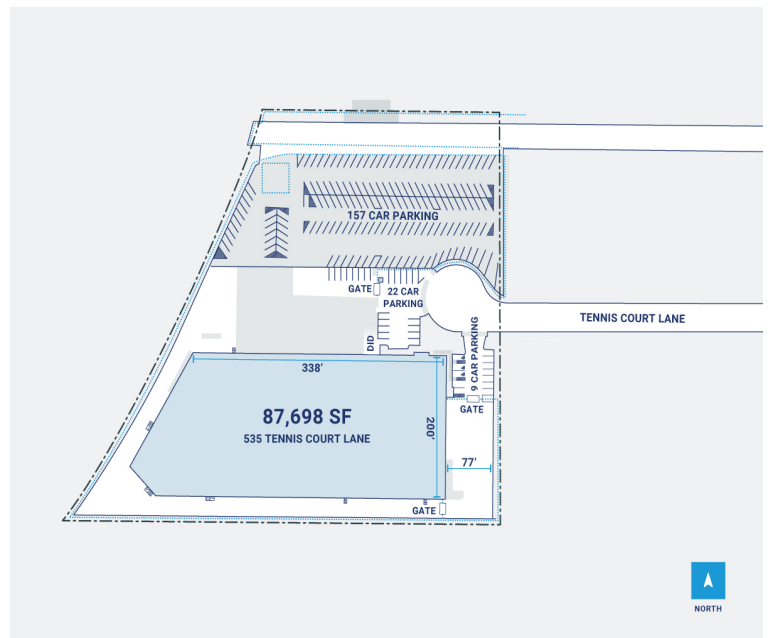 157 CAR PARKING
GATE
22 CAR
PARKING
TENNIS COURT LANE
DID
9 CAR PARKING
338'
87,698 SF
535 TENNIS COURT LANE
200'
GATE
77'
GATE
NORTH